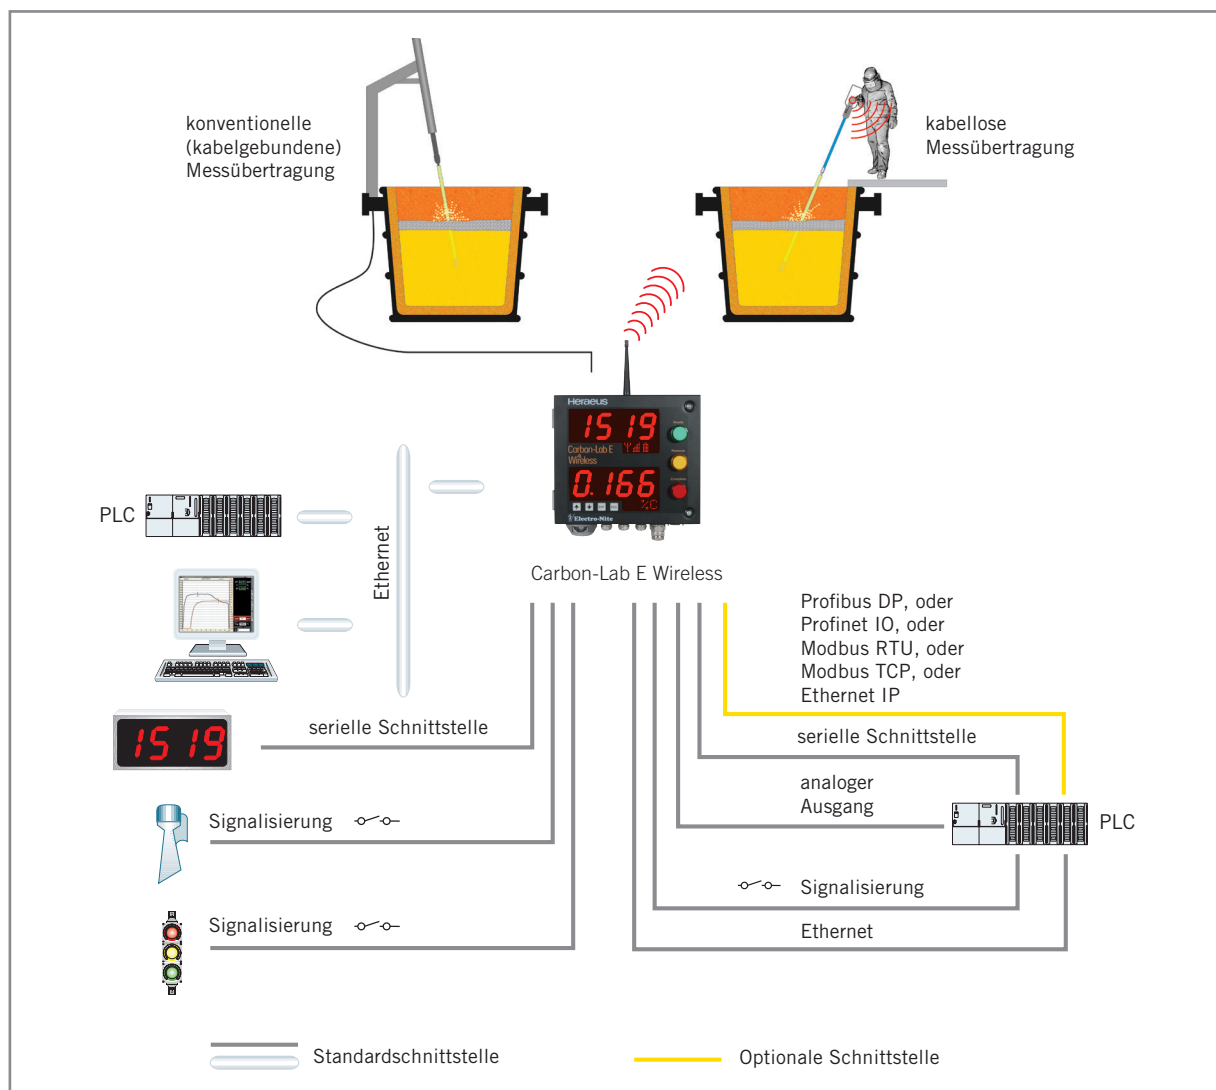 konventionelle
(kabelgebundene)
Messübertragung
kabellose
Messübertragung
Heraeus
1519
Carbon-Lab E
Wireless
0.166
%C
Electro-Nite
PLC
Ethernet
Carbon-Lab E Wireless
Profibus DP, oder
Profinet IO, oder
Modbus RTU, oder
Modbus TCP, oder
Ethernet IP
1519
serielle Schnittstelle
serielle Schnittstelle
analoger
Ausgang
PLC
Signalisierung
Signalisierung
Signalisierung
Ethernet
Standardschnittstelle
Optionale Schnittstelle